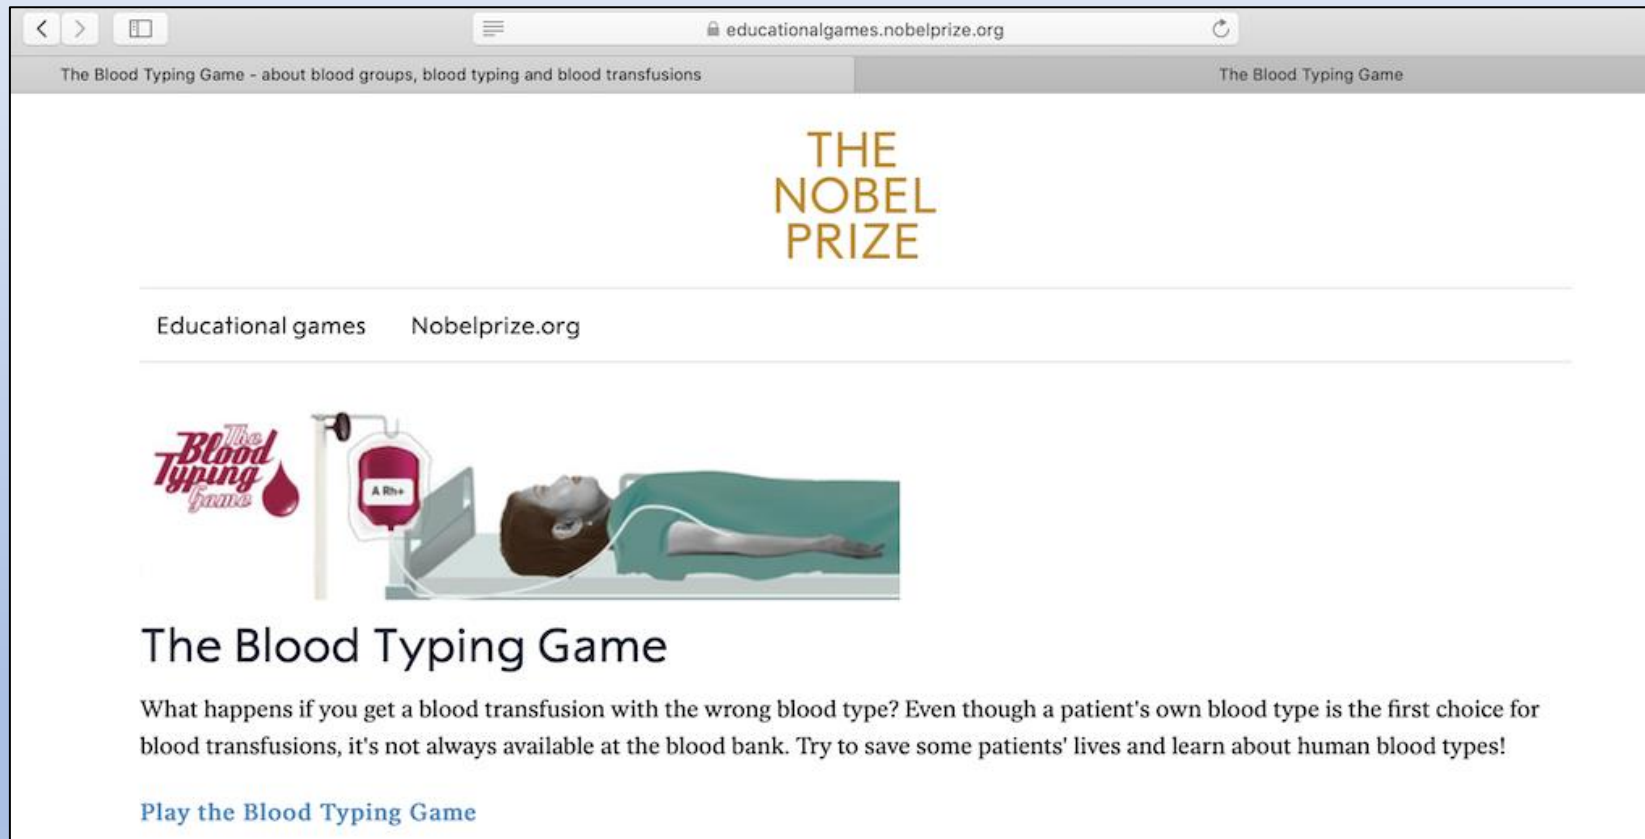 educationalgames.nobelprize.org
The Blood Typing Game - about blood groups, blood typing and blood transfusions
The Blood Typing Game
THE
NOBEL
PRIZE
Educational games
Nobelprize.org
The
Blood
Typing
Game
A Rh+
The Blood Typing Game
What happens if you get a blood transfusion with the wrong blood type? Even though a patient's own blood type is the first choice for
blood transfusions, it's not always available at the blood bank. Try to save some patients' lives and learn about human blood types!
Play the Blood Typing Game